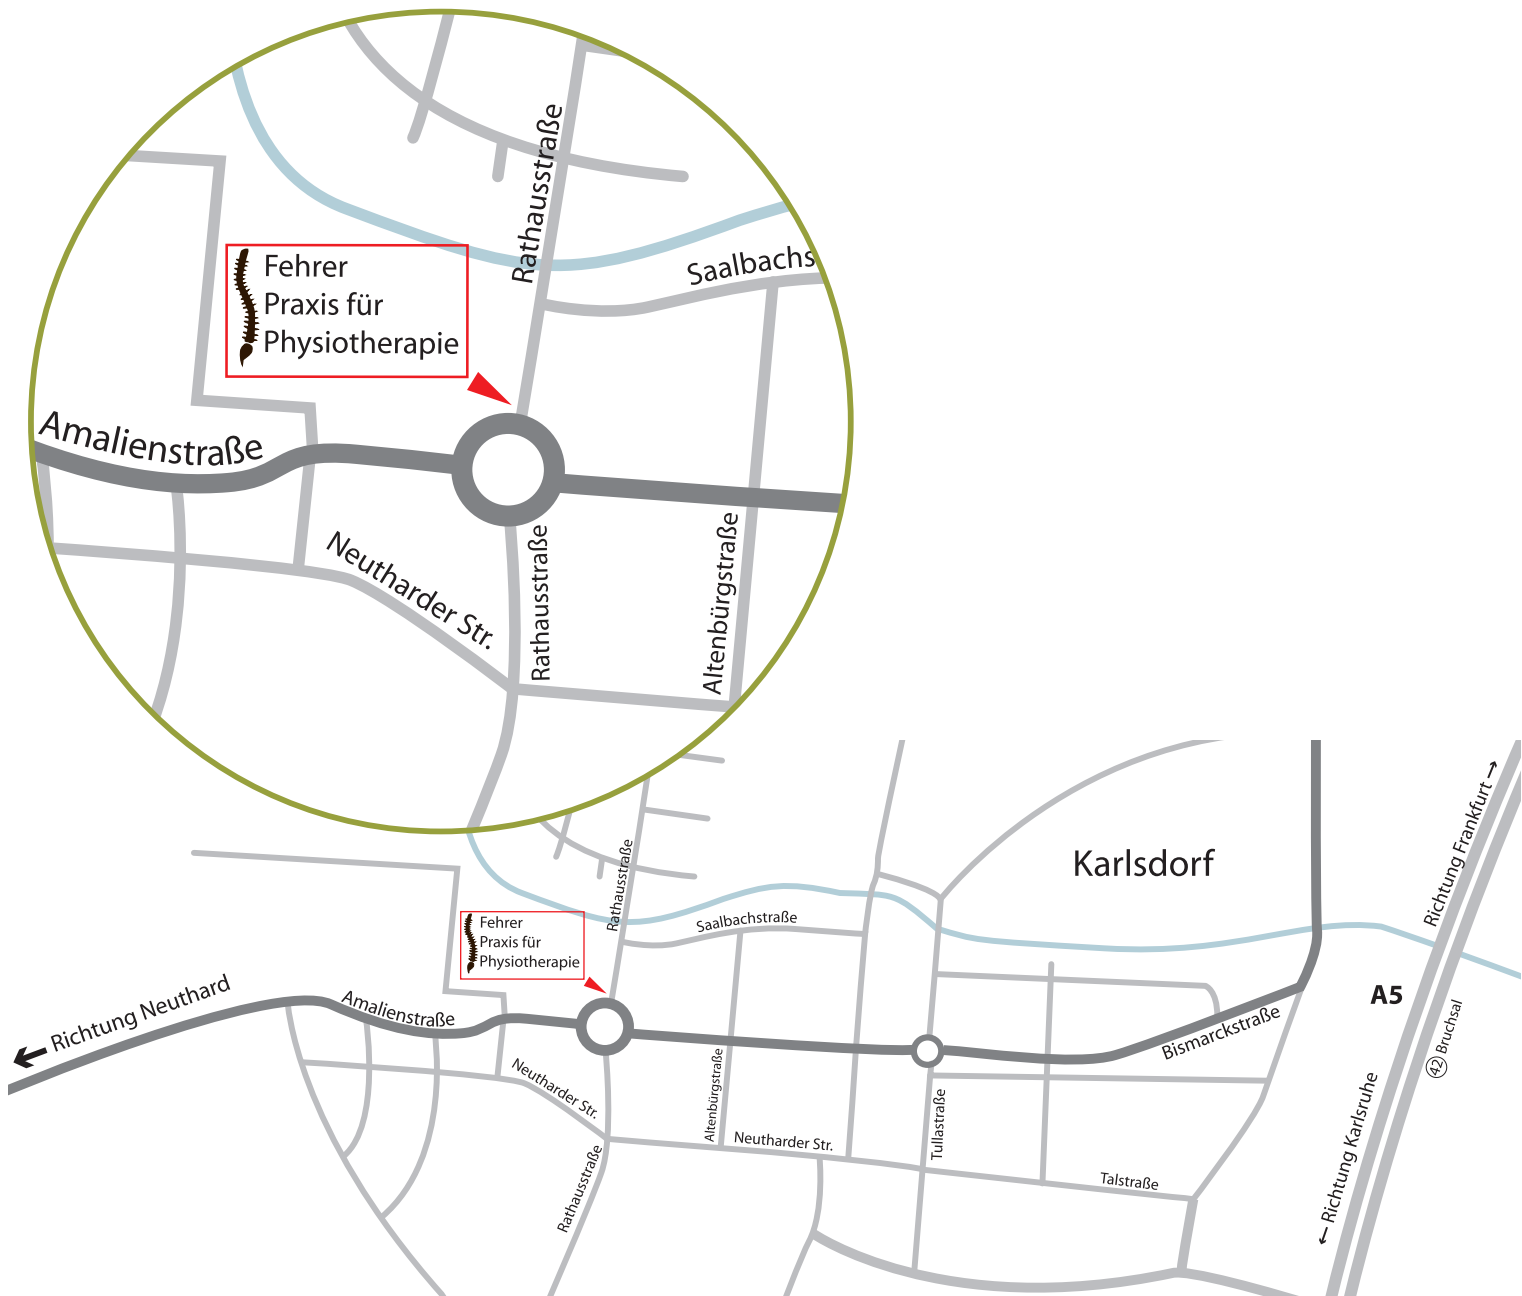 Rathausstraße
Saalbachs
Fehrer
Praxis für
Physiotherapie
Amalienstraße
Neutharder Str.
Rathausstraße
Altenbürgstraße
Richtung Frankfurt →
Karlsdorf
Rathausstraße
Saalbachstraße
Fehrer
Praxis für
Physiotherapie
A5
← Richtung Neuthard
Amalienstraße
Bismarckstraße
42 Bruchsal
Neutharder Str.
Altenbürgstraße
Tullastraße
Neutharder Str.
Talstraße
Rathausstraße
← Richtung Karlsruhe